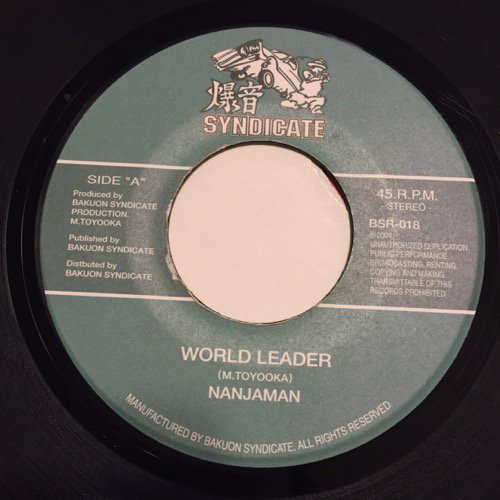 爆音
SYNDICATE
SIDE "A"
Produced by
BAKUON SYNDICATE
PRODUCTION.
M.TOYOOKA
Published by
BAKUON SYNDICATE
Distbuted by
BAKUON SYNDICATE
45.R.P.M.
- STEREO -
BSR-018
UNAUTHORIZED DUPLICATION,
PUBLIC PERFORMANCE,
BROADCASTING, RENTING,
COPYING AND MAKING
TRANSMITTABLE OF THIS
RECORDS PROHIBITED.
WORLD LEADER
(M.TOYOOKA)
NANJAMAN
MANUFACTURED BY BAKUON SYNDICATE. ALL RIGHTS RESERVED.